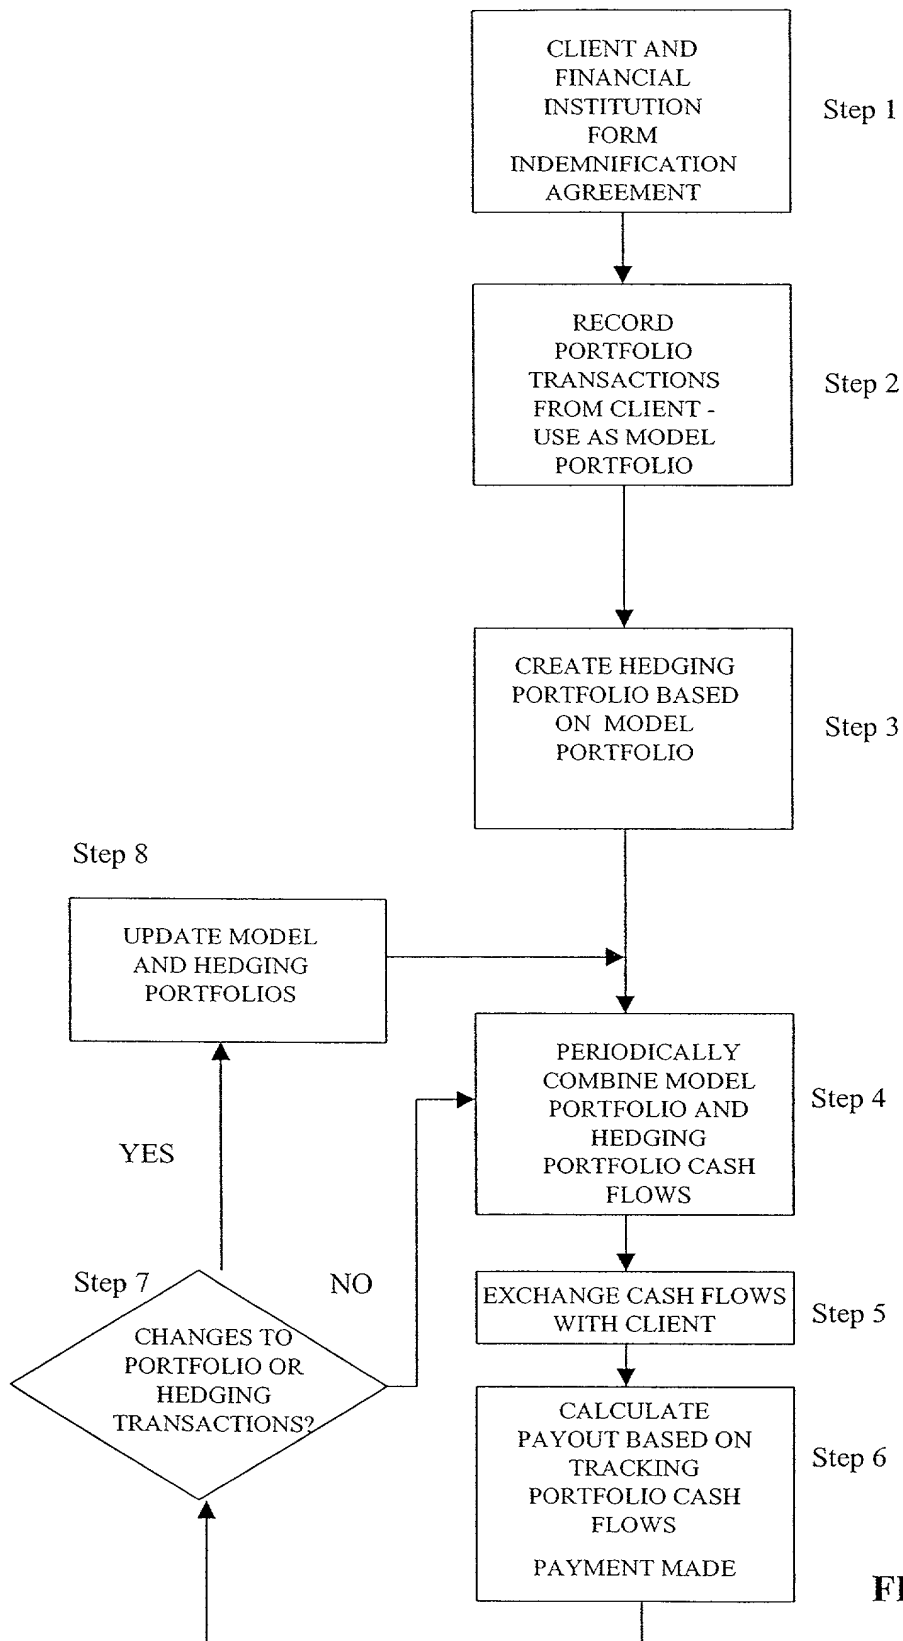 CLIENT AND
FINANCIAL
INSTITUTION
FORM
INDEMNIFICATION
AGREEMENT
Step 1
RECORD
PORTFOLIO
TRANSACTIONS
FROM CLIENT -
USE AS MODEL
PORTFOLIO
Step 2
CREATE HEDGING
PORTFOLIO BASED
ON MODEL
PORTFOLIO
Step 3
Step 8
UPDATE MODEL
AND HEDGING
PORTFOLIOS
PERIODICALLY
COMBINE MODEL
PORTFOLIO AND
HEDGING
PORTFOLIO CASH
FLOWS
Step 4
YES
Step 7
NO
CHANGES TO
PORTFOLIO OR
HEDGING
TRANSACTIONS?
EXCHANGE CASH FLOWS
WITH CLIENT
Step 5
CALCULATE
PAYOUT BASED ON
TRACKING
PORTFOLIO CASH
FLOWS
PAYMENT MADE
Step 6